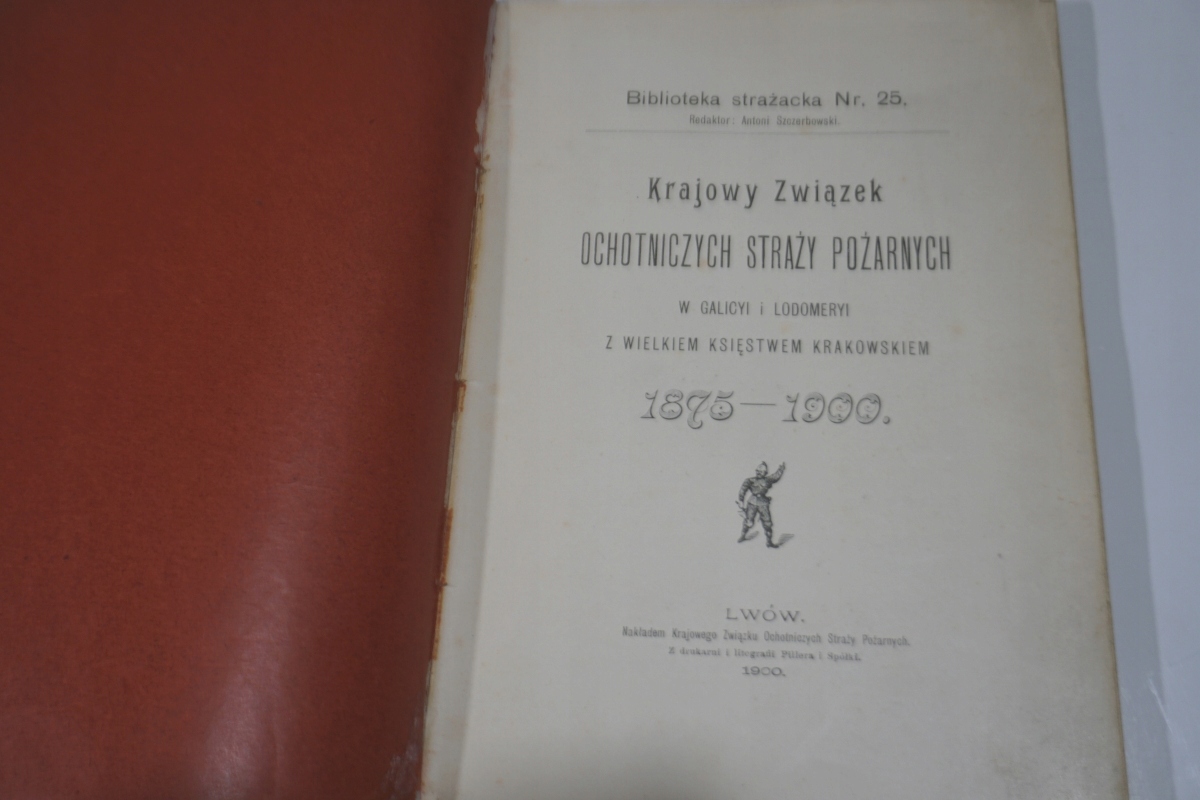 Biblioteka strażacka Nr. 25.
Redaktor: Antoni Szczerbowski.
Krajowy Związek
OCHOTNICZYCH STRAŻY POŻARNYCH
W GALICYI i LODOMERYI
Z WIELKIEM KSIĘSTWEM KRAKOWSKIEM
1875—1900.
LWÓW.
Nakładem Krajowego Związku Ochotniczych Straży Pożarnych.
Z drukarni i litografii Pillera i Spółki.
1900.